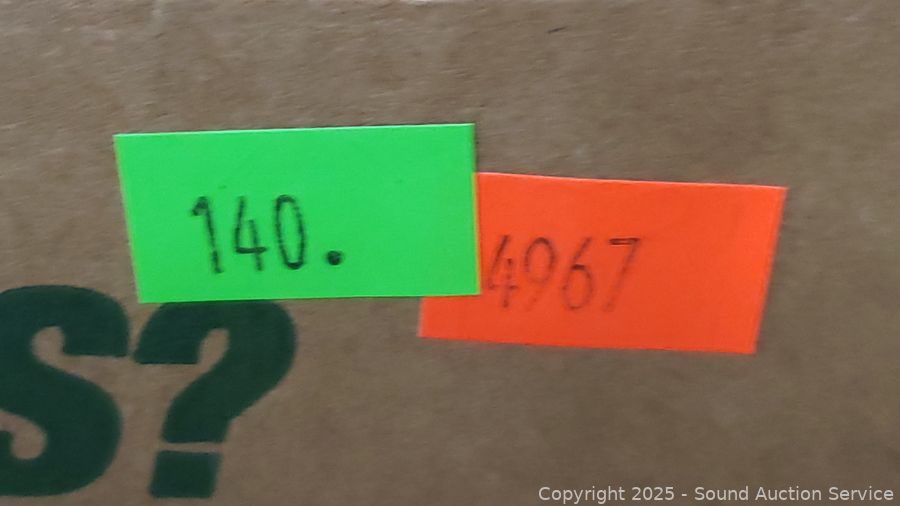 140.
4967
S?
Copyright 2025 - Sound Auction Service